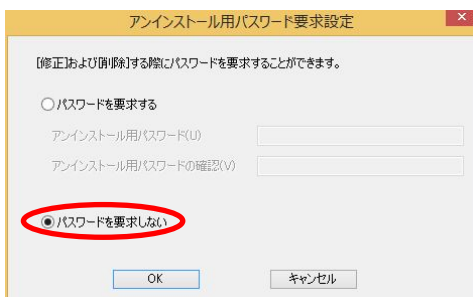 アンインストール用パスワード要求設定
[修正]および[削除]する際にパスワードを要求することができます。
パスワードを要求する
アンインストール用パスワード(U)
アンインストール用パスワードの確認(V)
パスワードを要求しない
OK
キャンセル